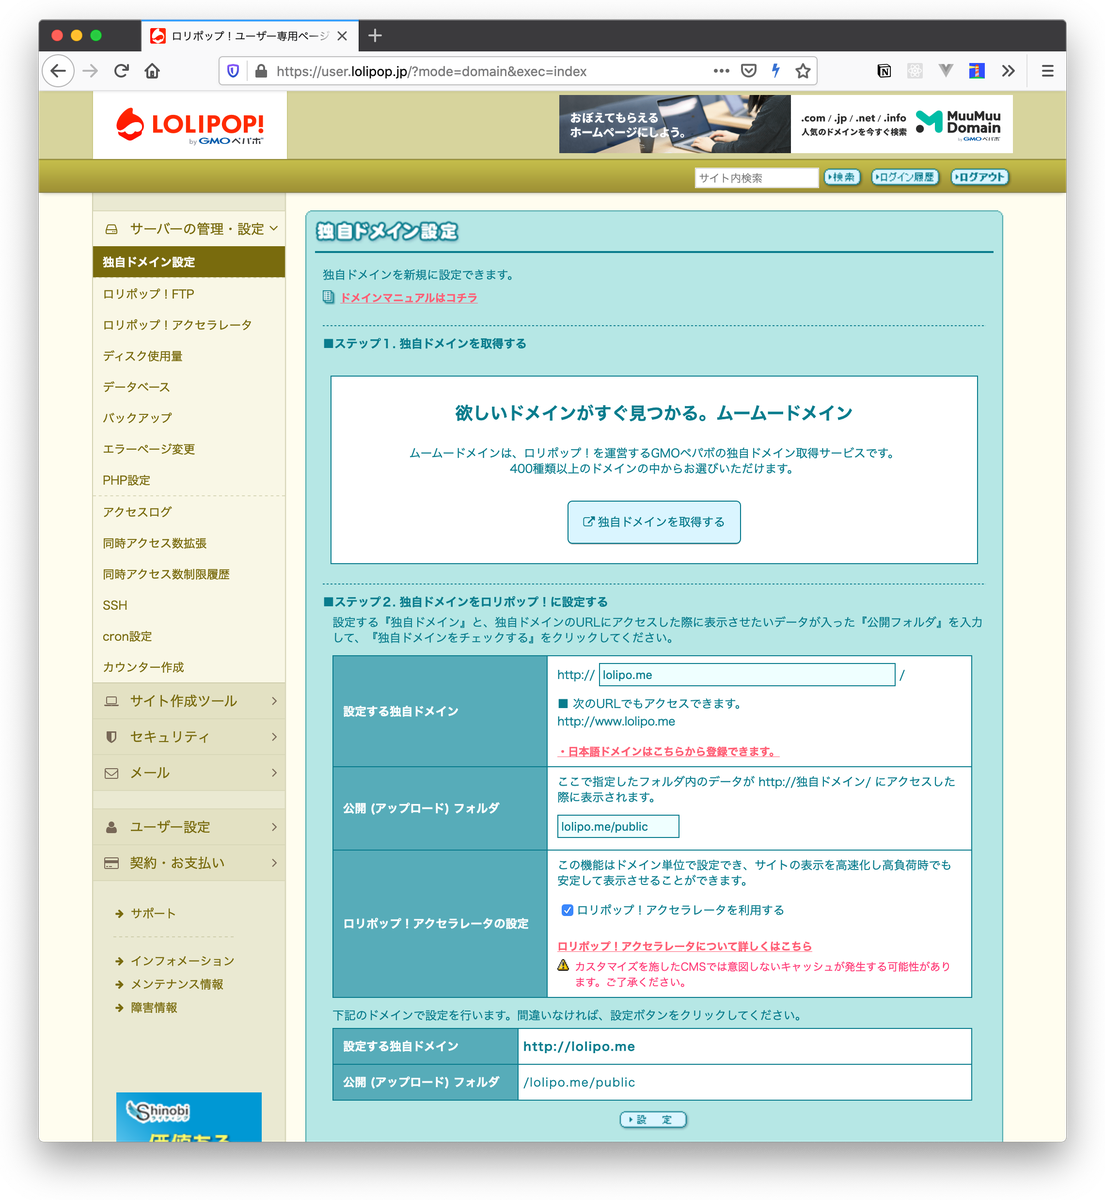 ロリポップ！ユーザー専用ページ
https://user.lolipop.jp/?mode=domain&exec=index
LOLIPOP!
by GMOペパボ
おぼえてもらえる
ホームページにしよう。
.com / .jp / .net / .info
人気のドメインを今すぐ検索
MuuMuu
Domain
by GMOペパボ
サイト内検索
検索
ログイン履歴
ログアウト
サーバーの管理・設定
独自ドメイン設定
ロリポップ！FTP
ロリポップ！アクセラレータ
ディスク使用量
データベース
バックアップ
エラーページ変更
PHP設定
アクセスログ
同時アクセス数拡張
同時アクセス数制限履歴
SSH
cron設定
カウンター作成
サイト作成ツール
セキュリティ
メール
ユーザー設定
契約・お支払い
サポート
インフォメーション
メンテナンス情報
障害情報
Shinobi
価値ある
独自ドメイン設定
独自ドメインを新規に設定できます。
ドメインマニュアルはコチラ
■ステップ１. 独自ドメインを取得する
欲しいドメインがすぐ見つかる。ムームードメイン
ムームードメインは、ロリポップ！を運営するGMOペパボの独自ドメイン取得サービスです。
400種類以上のドメインの中からお選びいただけます。
独自ドメインを取得する
■ステップ２. 独自ドメインをロリポップ！に設定する
設定する『独自ドメイン』と、独自ドメインのURLにアクセスした際に表示させたいデータが入った『公開フォルダ』を入力
して、『独自ドメインをチェックする』をクリックしてください。
設定する独自ドメイン
http:// lolipo.me /
■ 次のURLでもアクセスできます。
http://www.lolipo.me
・日本語ドメインはこちらから登録できます。
公開 (アップロード) フォルダ
ここで指定したフォルダ内のデータが http://独自ドメイン/ にアクセスした
際に表示されます。
lolipo.me/public
ロリポップ！アクセラレータの設定
この機能はドメイン単位で設定でき、サイトの表示を高速化し高負荷時でも
安定して表示させることができます。
ロリポップ！アクセラレータを利用する
ロリポップ！アクセラレータについて詳しくはこちら
カスタマイズを施したCMSでは意図しないキャッシュが発生する可能性があり
ます。ご了承ください。
下記のドメインで設定を行います。間違いなければ、設定ボタンをクリックしてください。
設定する独自ドメイン
http://lolipo.me
公開 (アップロード) フォルダ
/lolipo.me/public
設 定